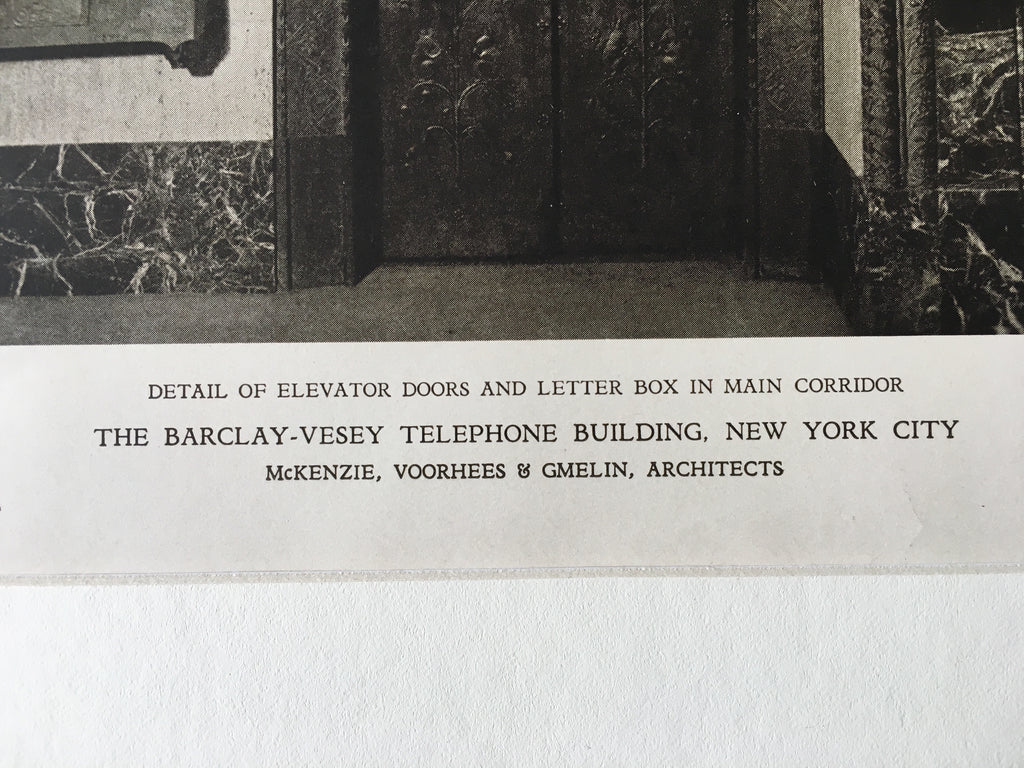 DETAIL OF ELEVATOR DOORS AND LETTER BOX IN MAIN CORRIDOR
THE BARCLAY-VESEY TELEPHONE BUILDING, NEW YORK CITY
McKENZIE, VOORHEES & GMELIN, ARCHITECTS